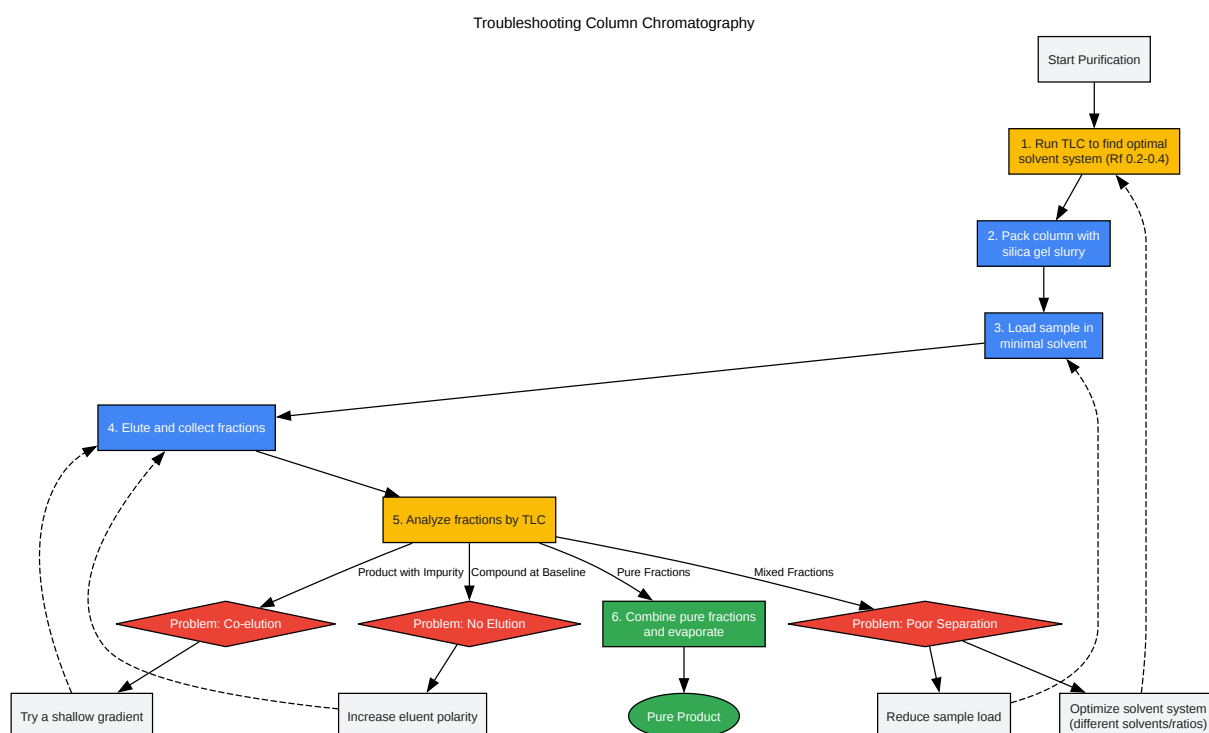 Troubleshooting Column Chromatography
Start Purification
1. Run TLC to find optimal
solvent system (Rf 0.2-0.4)
2. Pack column with
silica gel slurry
3. Load sample in
minimal solvent
4. Elute and collect fractions
5. Analyze fractions by TLC
Product with Impurity
Compound at Baseline
Pure Fractions
Mixed Fractions
Problem: Co-elution
Problem: No Elution
6. Combine pure fractions
and evaporate
Problem: Poor Separation
Try a shallow gradient
Increase eluent polarity
Pure Product
Reduce sample load
Optimize solvent system
(different solvents/ratios)